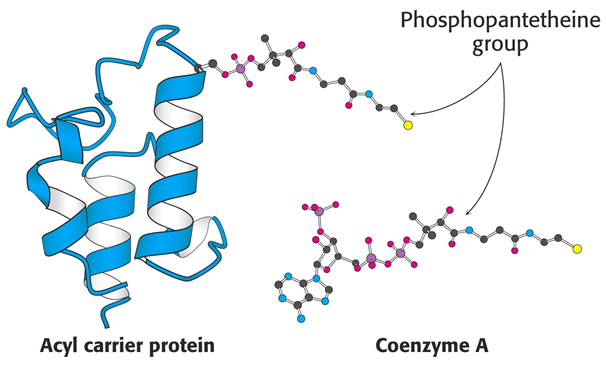 Phosphopantetheine
group
Acyl carrier protein
Coenzyme A